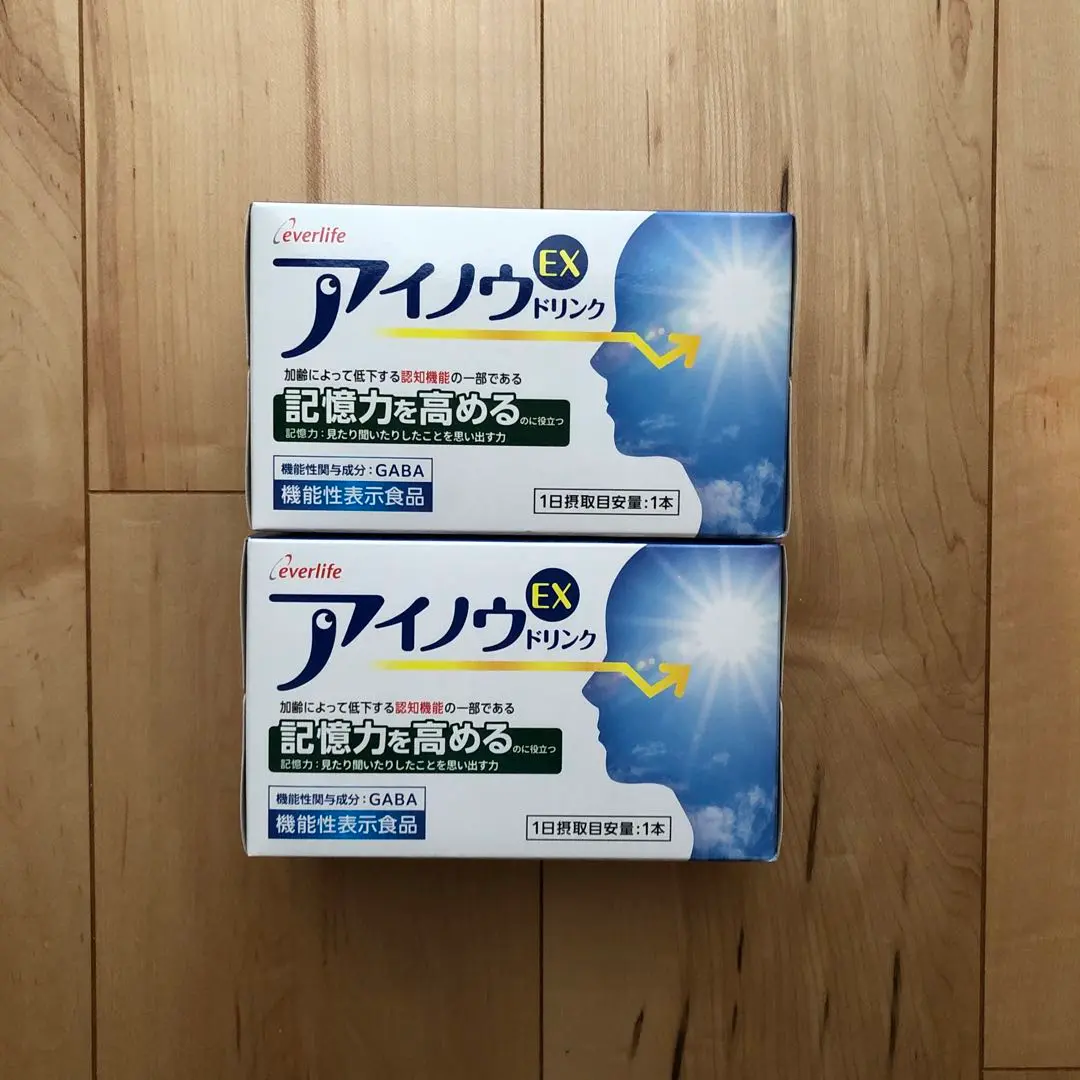 everlife
アイノウEX
ドリンク
加齢によって低下する認知機能の一部である
記憶力を高めるのに役立つ
記憶力:見たり聞いたりしたことを思い出す力
機能性関与成分:GABA
機能性表示食品
1日摂取目安量:1本
everlife
アイノウEX
ドリンク
加齢によって低下する認知機能の一部である
記憶力を高めるのに役立つ
記憶力:見たり聞いたりしたことを思い出す力
機能性関与成分:GABA
機能性表示食品
1日摂取目安量:1本